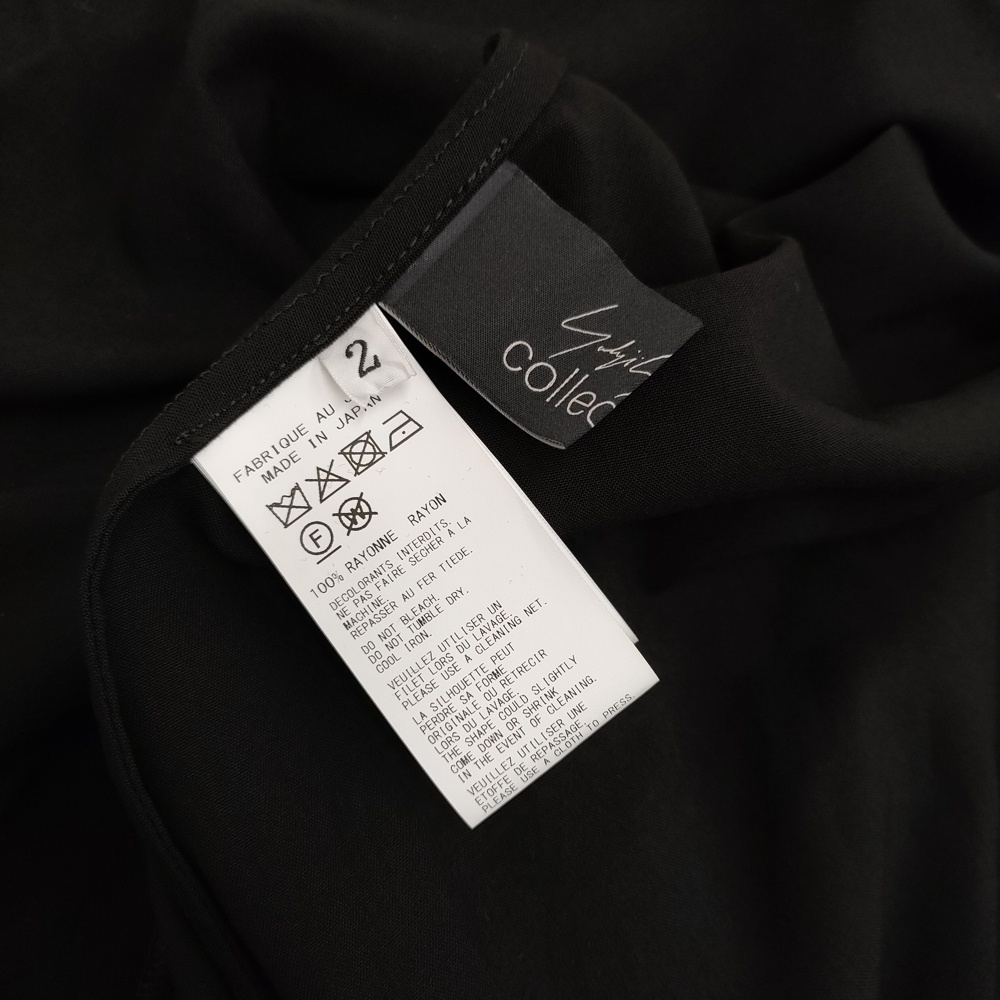 2
colle
FABRIQUE AU
MADE IN JAPAN
F
W
100% RAYONNE RAYON
DECOLORANTS INTERDITS.
NE PAS FAIRE SECHER A LA
MACHINE.
REPASSER AU FER TIEDE.
DO NOT BLEACH.
DO NOT TUMBLE DRY.
COOL IRON.
VEUILLEZ UTILISER UN
FILET LORS DU LAVAGE.
PLEASE USE A CLEANING NET.
LA SILHOUETTE PEUT
PERDRE SA FORME
ORIGINALE OU RETRECIR
LORS DU LAVAGE.
THE SHAPE COULD SLIGHTLY
COME DOWN OR SHRINK
IN THE EVENT OF CLEANING.
VEUILLEZ UTILISER UNE
ETOFFE DE REPASSAGE
PLEASE USE A CLOTH TO PRESS.